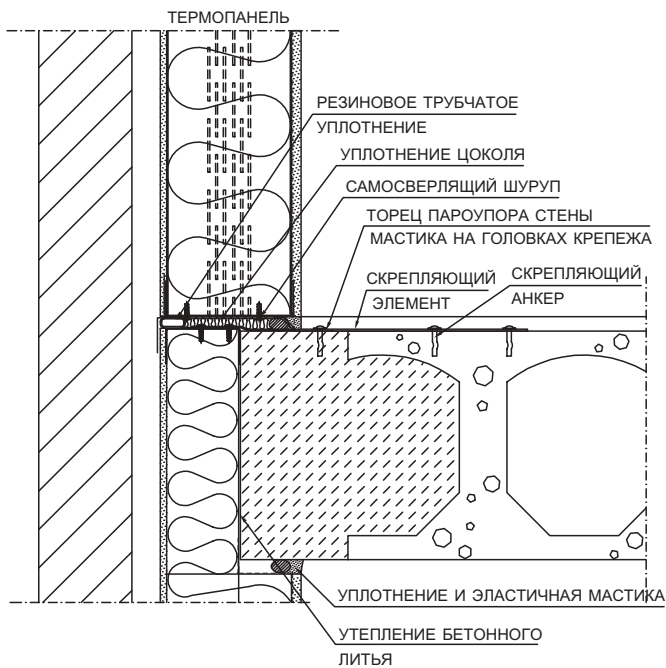 ТЕРМОПАНЕЛЬ
РЕЗИНОВОЕ ТРУБЧАТОЕ
УПЛОТНЕНИЕ
УПЛОТНЕНИЕ ЦОКОЛЯ
САМОСВЕРЛЯЩИЙ ШУРУП
ТОРЕЦ ПАРОУПОРА СТЕНЫ
МАСТИКА НА ГОЛОВКАХ КРЕПЕЖА
СКРЕПЛЯЮЩИЙ
ЭЛЕМЕНТ
СКРЕПЛЯЮЩИЙ
АНКЕР
УПЛОТНЕНИЕ И ЭЛАСТИЧНАЯ МАСТИКА
УТЕПЛЕНИЕ БЕТОННОГО
ЛИТЬЯ